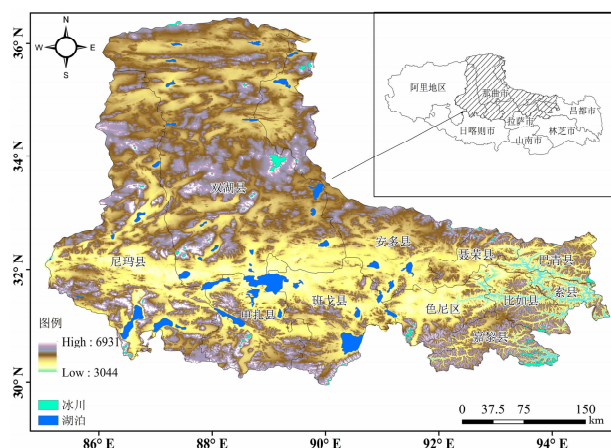 36° N
34° N
32° N
30° N
86° E
88° E
90° E
92° E
94° E
N
W
E
S
阿里地区
那曲市
昌都市
拉萨市
日喀则市
林芝市
山南市
双湖县
安多县
聂荣县
巴青县
尼玛县
索县
比如县
班戈县
申扎县
色尼区
嘉黎县
图例
High : 6931
Low : 3044
冰川
湖泊
0 37.5 75 150
km